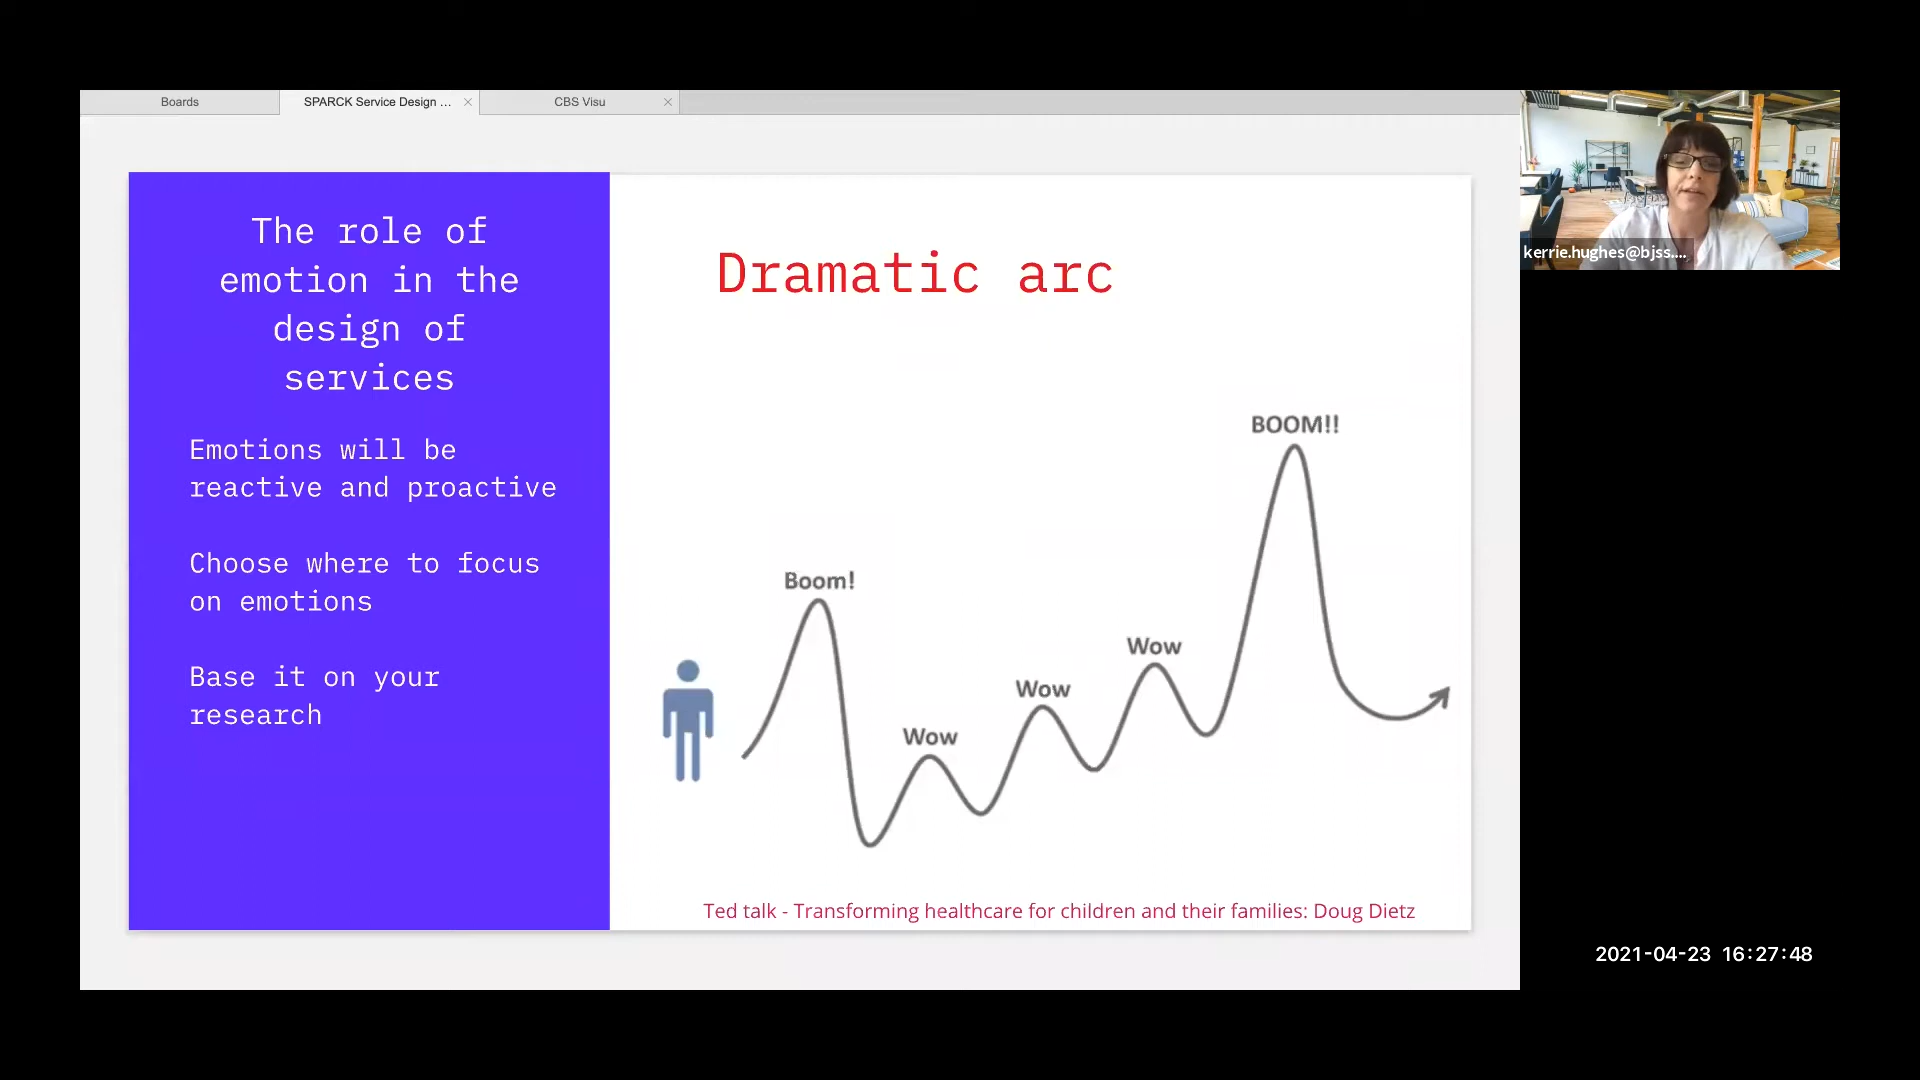 Boards
SPARCK Service Design ...
CBS Visu
The role of
emotion in the
design of
services
Emotions will be
reactive and proactive
Choose where to focus
on emotions
Base it on your
research
Dramatic arc
Boom!
Wow
Wow
Wow
BOOM!!
Ted talk - Transforming healthcare for children and their families: Doug Dietz
kerrie.hughes@bjss....
2021-04-23 16:27:48